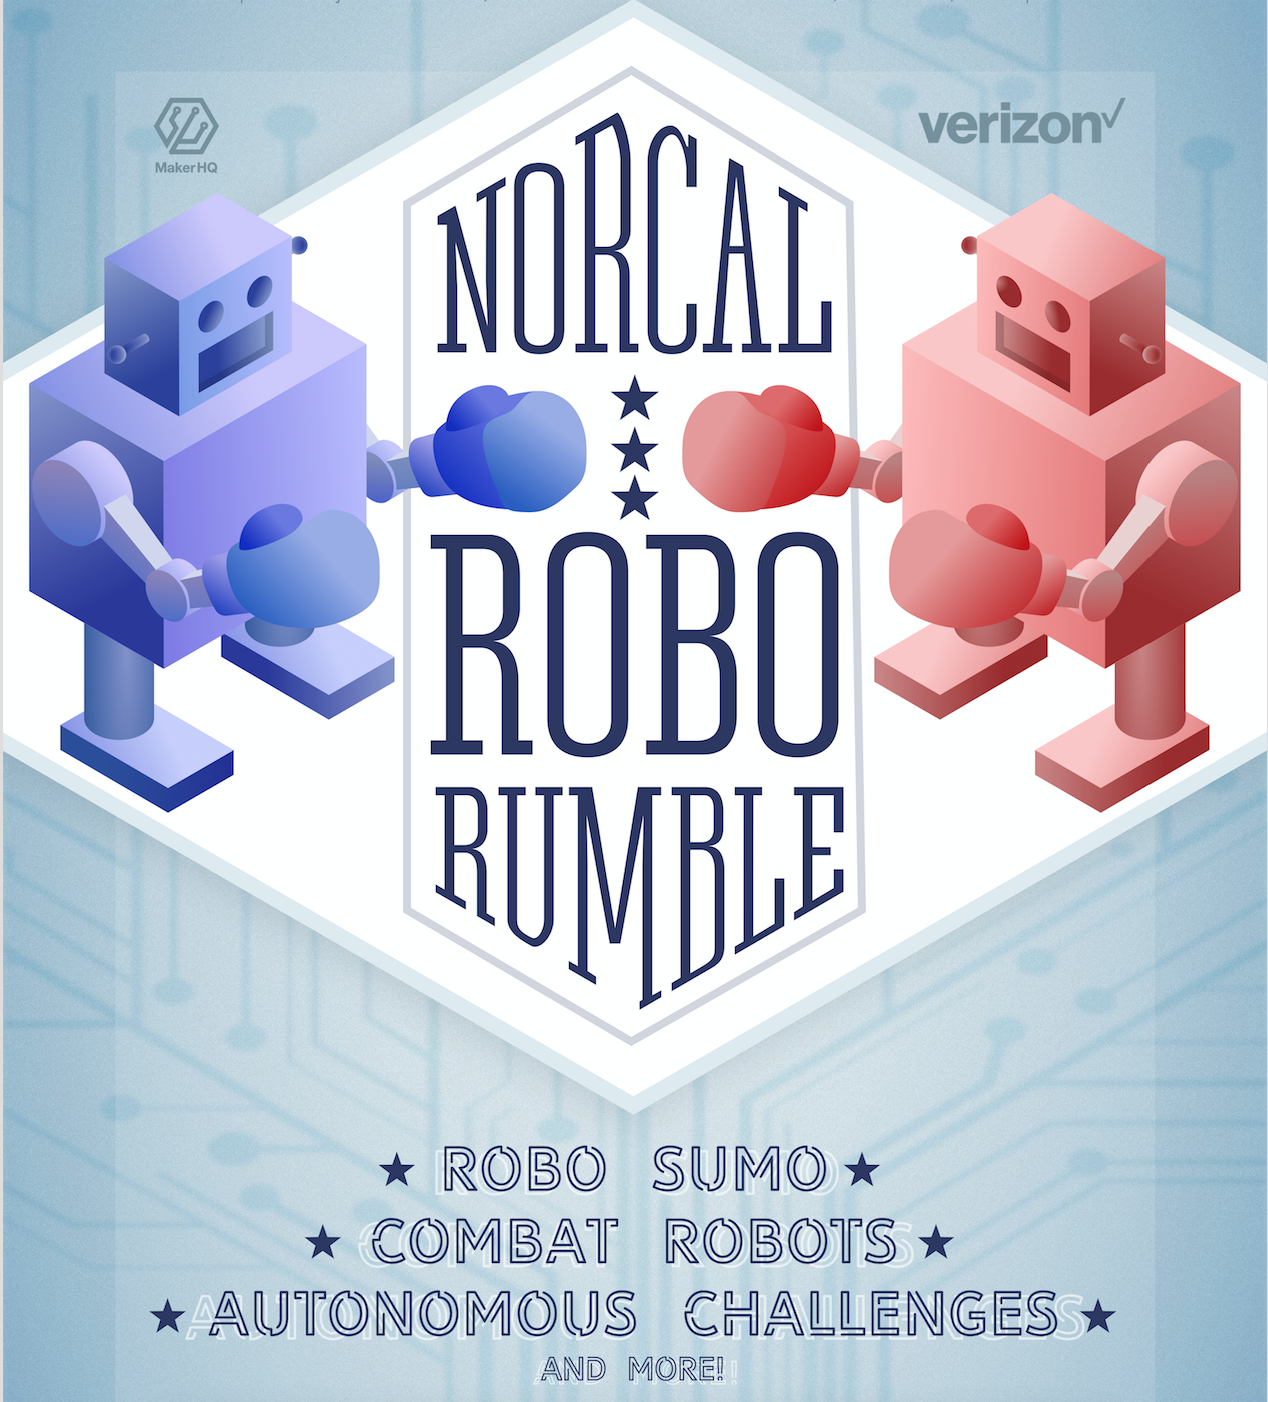 MakerHQ
verizon✓
NORCAL
ROBO
RUMBLE
ROBO SUMO
COMBAT ROBOTS
AUTONOMOUS CHALLENGES
AND MORE!